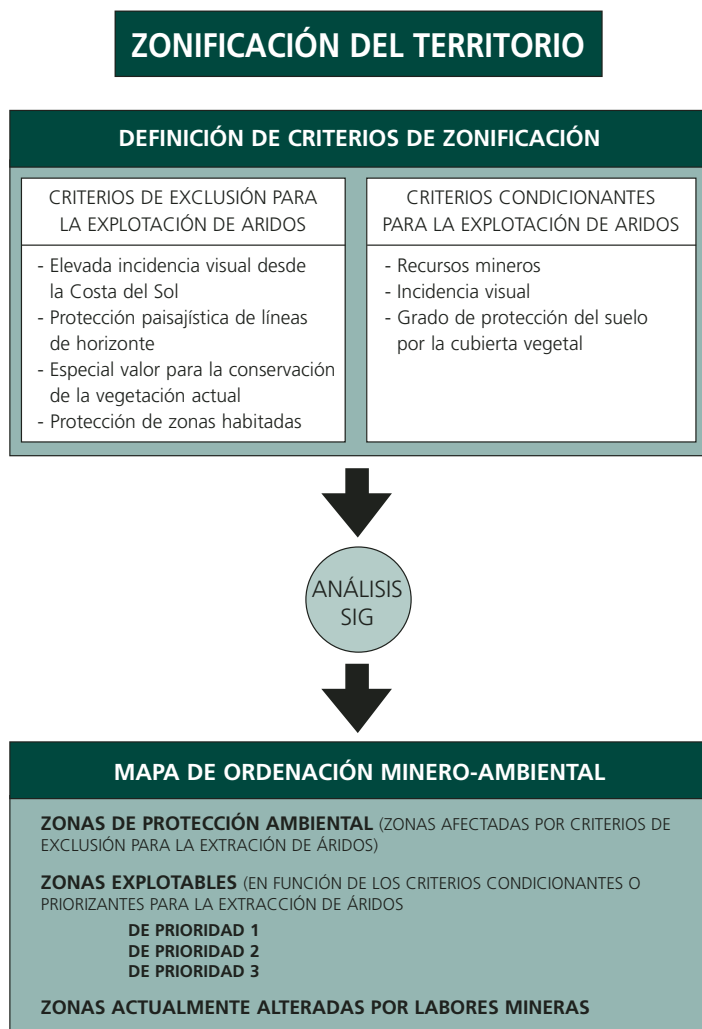 ZONIFICACIÓN DEL TERRITORIO
DEFINICIÓN DE CRITERIOS DE ZONIFICACIÓN
CRITERIOS DE EXCLUSIÓN PARA
LA EXPLOTACIÓN DE ARIDOS
- Elevada incidencia visual desde
la Costa del Sol
- Protección paisajística de líneas
de horizonte
- Especial valor para la conservación
de la vegetación actual
- Protección de zonas habitadas
CRITERIOS CONDICIONANTES
PARA LA EXPLOTACIÓN DE ARIDOS
- Recursos mineros
- Incidencia visual
- Grado de protección del suelo
por la cubierta vegetal
ANÁLISIS
SIG
MAPA DE ORDENACIÓN MINERO-AMBIENTAL
ZONAS DE PROTECCIÓN AMBIENTAL (ZONAS AFECTADAS POR CRITERIOS DE
EXCLUSIÓN PARA LA EXTRACIÓN DE ÁRIDOS)
ZONAS EXPLOTABLES (EN FUNCIÓN DE LOS CRITERIOS CONDICIONANTES O
PRIORIZANTES PARA LA EXTRACCIÓN DE ÁRIDOS
DE PRIORIDAD 1
DE PRIORIDAD 2
DE PRIORIDAD 3
ZONAS ACTUALMENTE ALTERADAS POR LABORES MINERAS